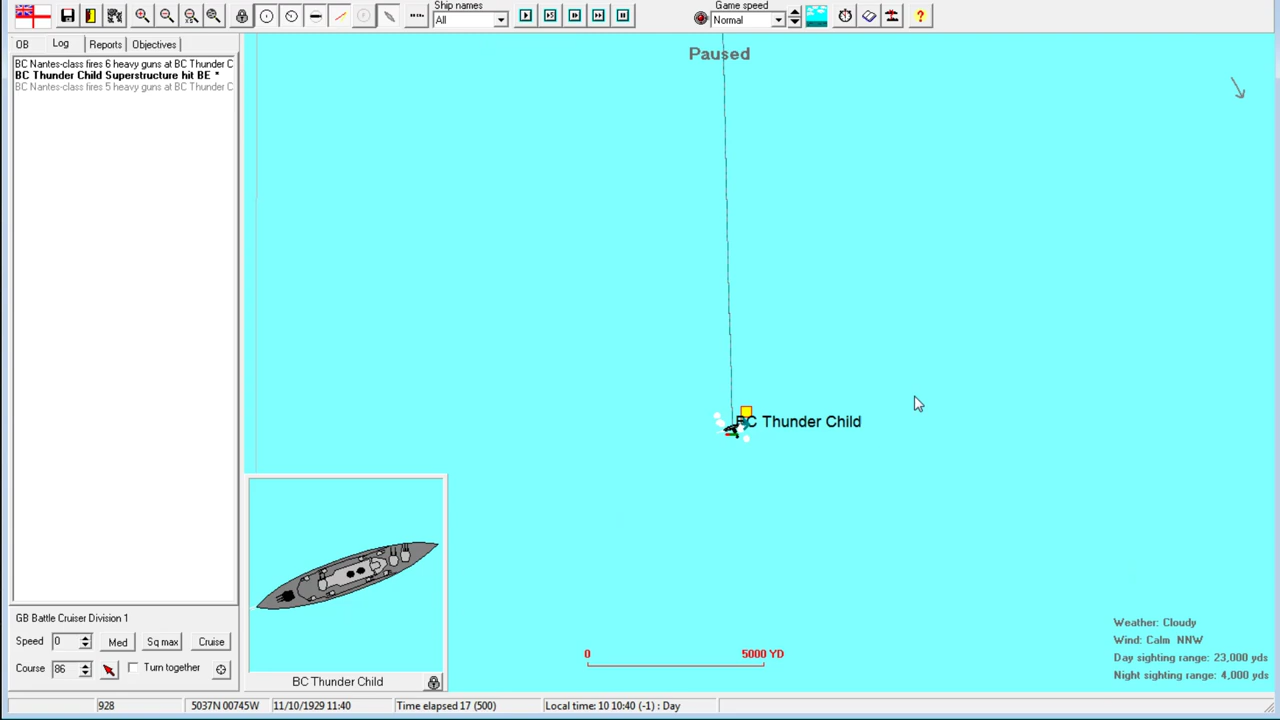 Ship names
All
Game speed
Normal
OB
Log
Reports
Objectives
BC Nantes-class fires 6 heavy guns at BC Thunder C
BC Thunder Child Superstructure hit BE *
BC Nantes-class fires 5 heavy guns at BC Thunder C
Paused
BC Thunder Child
GB Battle Cruiser Division 1
Speed 0 Med Sq max Cruise
Course 86 Turn together
BC Thunder Child
0 5000 YD
Weather: Cloudy
Wind: Calm NNW
Day sighting range: 23,000 yds
Night sighting range: 4,000 yds
928 5037N 00745W 11/10/1929 11:40 Time elapsed 17 (500) Local time: 10 10:40 (-1) : Day